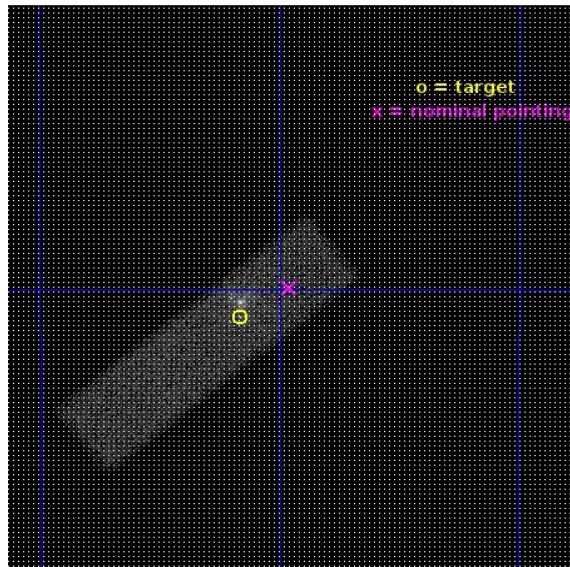 o = target
x = nominal pointing